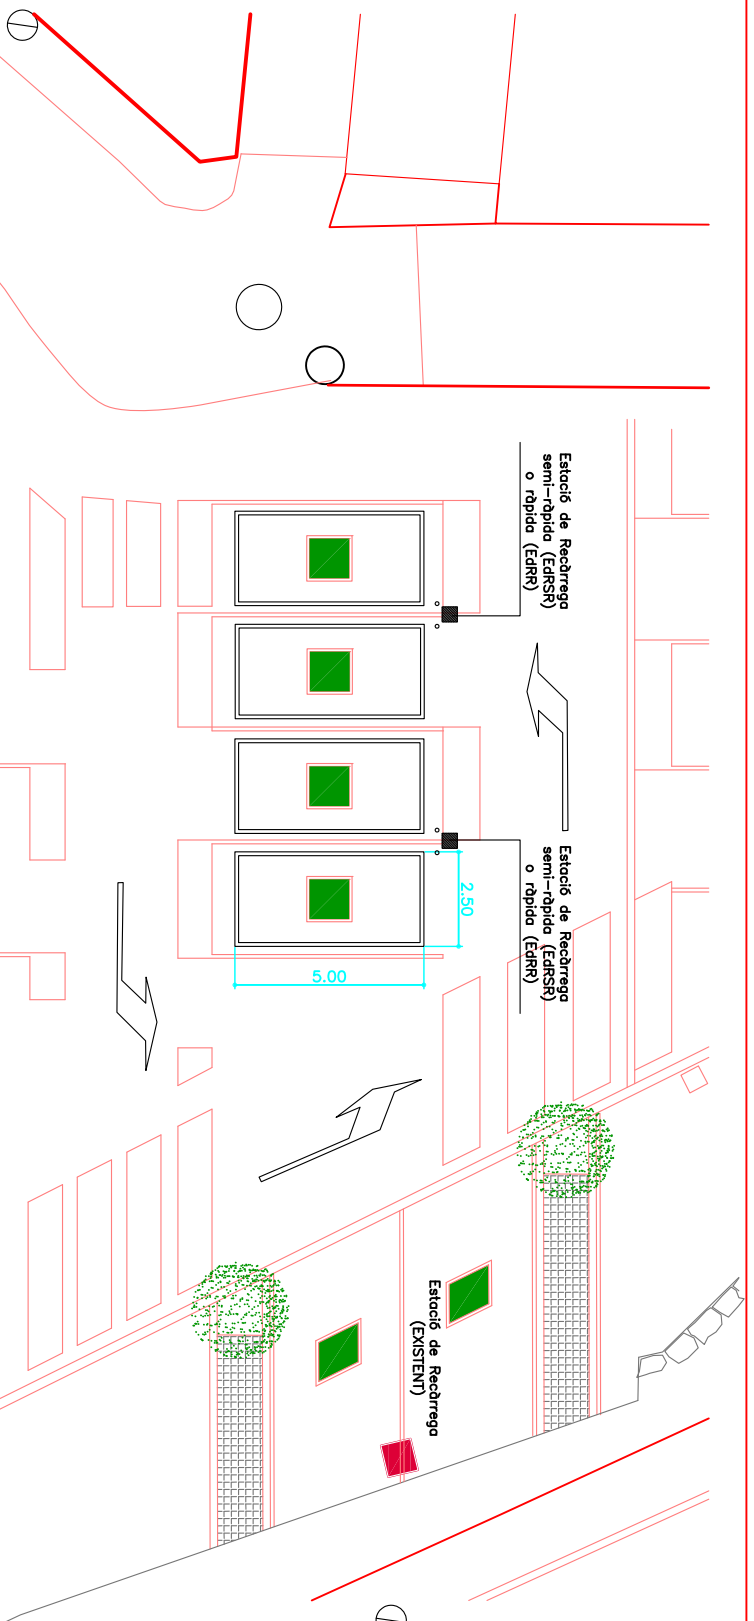 Estació de Recàrrega
semi-ràpida (EdRSR)
o ràpida (EdRR)
Estació de Recàrrega
semi-ràpida (EdRSR)
o ràpida (EdRR)
2.50
5.00
Estació de Recàrrega
(EXISTENT)